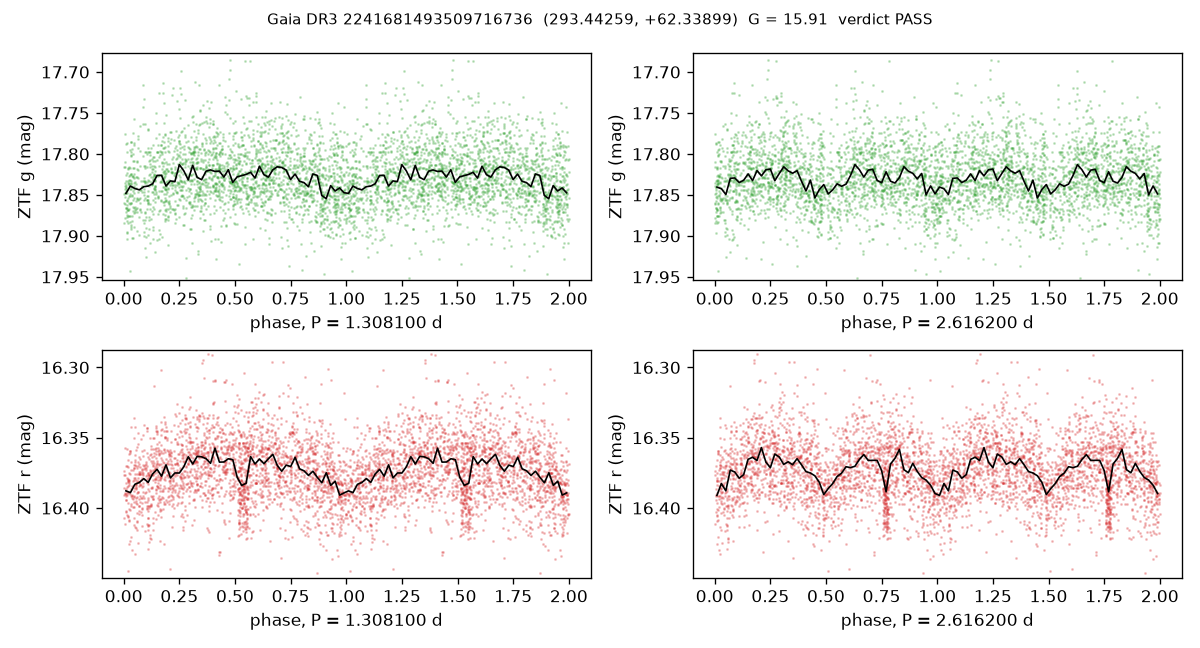 Gaia DR3 2241681493509716736 (293.44259, +62.33899) G = 15.91 verdict PASS
ZTF g (mag)
17.70
17.75
17.80
17.85
17.90
17.95
0.00 0.25 0.50 0.75 1.00 1.25 1.50 1.75 2.00
phase, P = 1.308100 d
ZTF g (mag)
17.70
17.75
17.80
17.85
17.90
17.95
0.00 0.25 0.50 0.75 1.00 1.25 1.50 1.75 2.00
phase, P = 2.616200 d
ZTF r (mag)
16.30
16.35
16.40
0.00 0.25 0.50 0.75 1.00 1.25 1.50 1.75 2.00
phase, P = 1.308100 d
ZTF r (mag)
16.30
16.35
16.40
0.00 0.25 0.50 0.75 1.00 1.25 1.50 1.75 2.00
phase, P = 2.616200 d